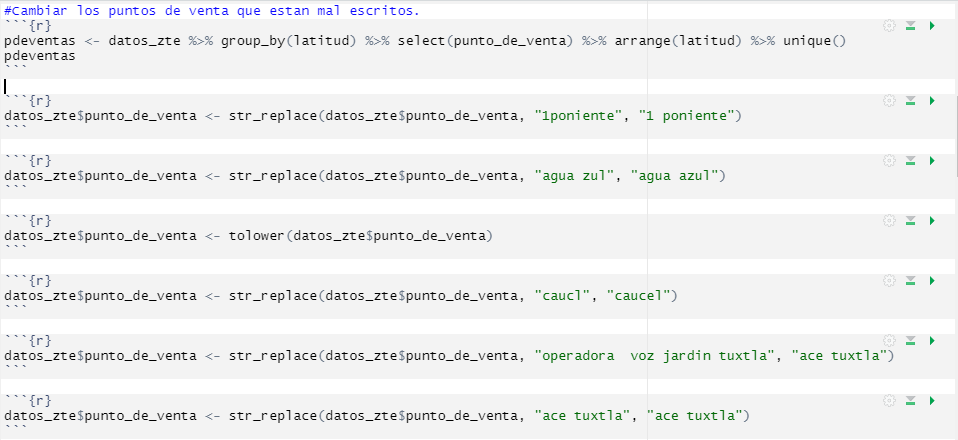 #Cambiar los puntos de venta que estan mal escritos.
```{r}
pdeventas <- datos_zte %>% group_by(latitud) %>% select(punto_de_venta) %>% arrange(latitud) %>% unique()
pdeventas
```
```{r}
datos_zte$punto_de_venta <- str_replace(datos_zte$punto_de_venta, "1poniente", "1 poniente")
```
```{r}
datos_zte$punto_de_venta <- str_replace(datos_zte$punto_de_venta, "agua zul", "agua azul")
```
```{r}
datos_zte$punto_de_venta <- tolower(datos_zte$punto_de_venta)
```
```{r}
datos_zte$punto_de_venta <- str_replace(datos_zte$punto_de_venta, "caucl", "caucel")
```
```{r}
datos_zte$punto_de_venta <- str_replace(datos_zte$punto_de_venta, "operadora  voz jardin tuxtla", "ace tuxtla")
```
```{r}
datos_zte$punto_de_venta <- str_replace(datos_zte$punto_de_venta, "ace tuxtla", "ace tuxtla")
```